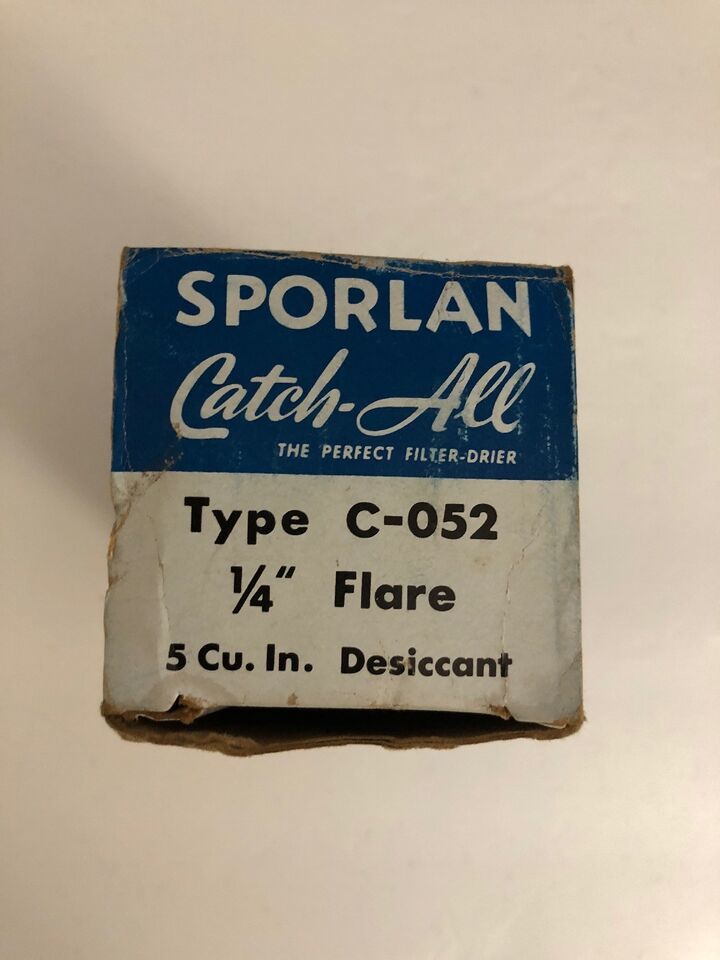 SPORLAN
Catch-All
THE PERFECT FILTER-DRIER
Type C-052
1/4" Flare
5 Cu. In. Desiccant